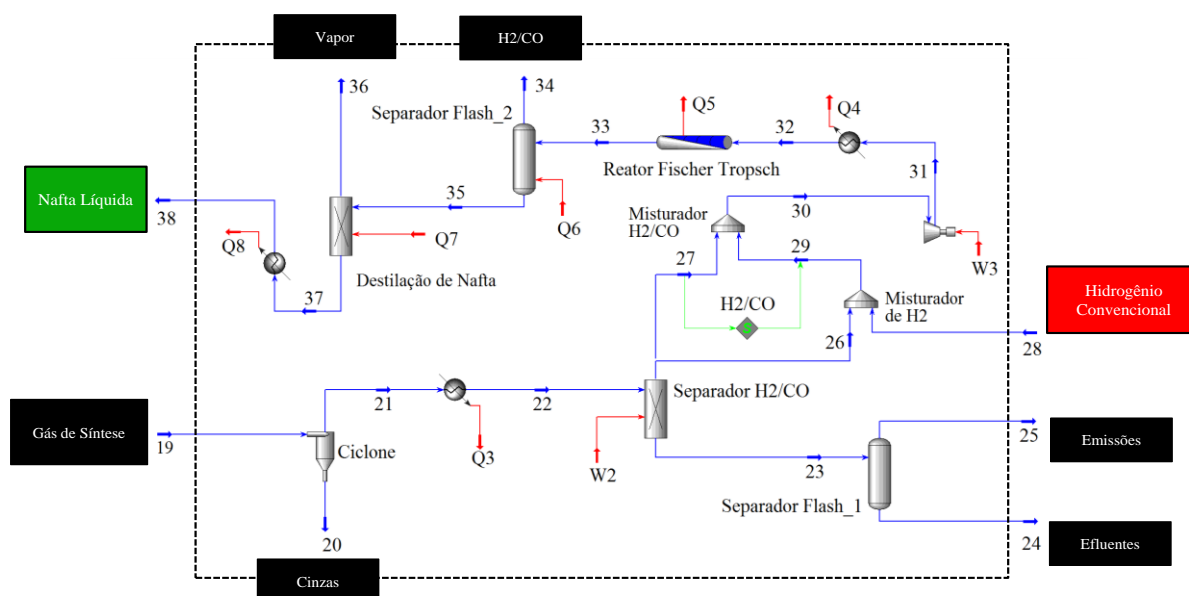 Vapor
H2/CO
36
34
Separador Flash_2
Q5
Q4
33
32
Reator Fischer Tropsch
31
Nafta Líquida
38
35
30
Q8
Q7
Q6
Misturador
H2/CO
W3
Destilação de Nafta
37
27
29
H2/CO
S
Misturador
de H2
Hidrogênio
Convencional
26
28
21
22
Separador H2/CO
Gás de Síntese
19
Ciclone
Q3
W2
23
25
Emissões
Separador Flash_1
20
24
Efluentes
Cinzas